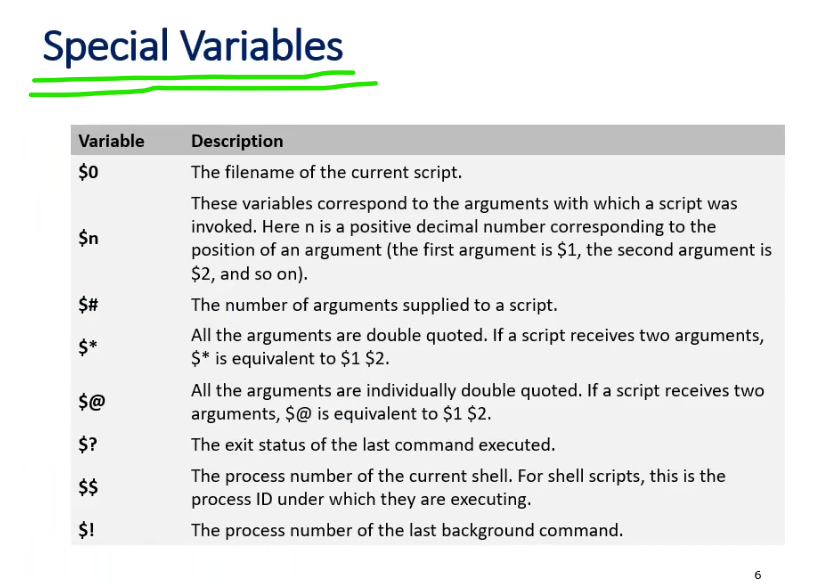 Special Variables
Variable Description
$0 The filename of the current script.
These variables correspond to the arguments with which a script was
invoked. Here n is a positive decimal number corresponding to the
$n
position of an argument (the first argument is $1, the second argument is
$2, and so on).
$# The number of arguments supplied to a script.
All the arguments are double quoted. If a script receives two arguments,
$*
$* is equivalent to $1 $2.
All the arguments are individually double quoted. If a script receives two
$@
arguments, $@ is equivalent to $1 $2.
$? The exit status of the last command executed.
The process number of the current shell. For shell scripts, this is the
$$
process ID under which they are executing.
$! The process number of the last background command.
6